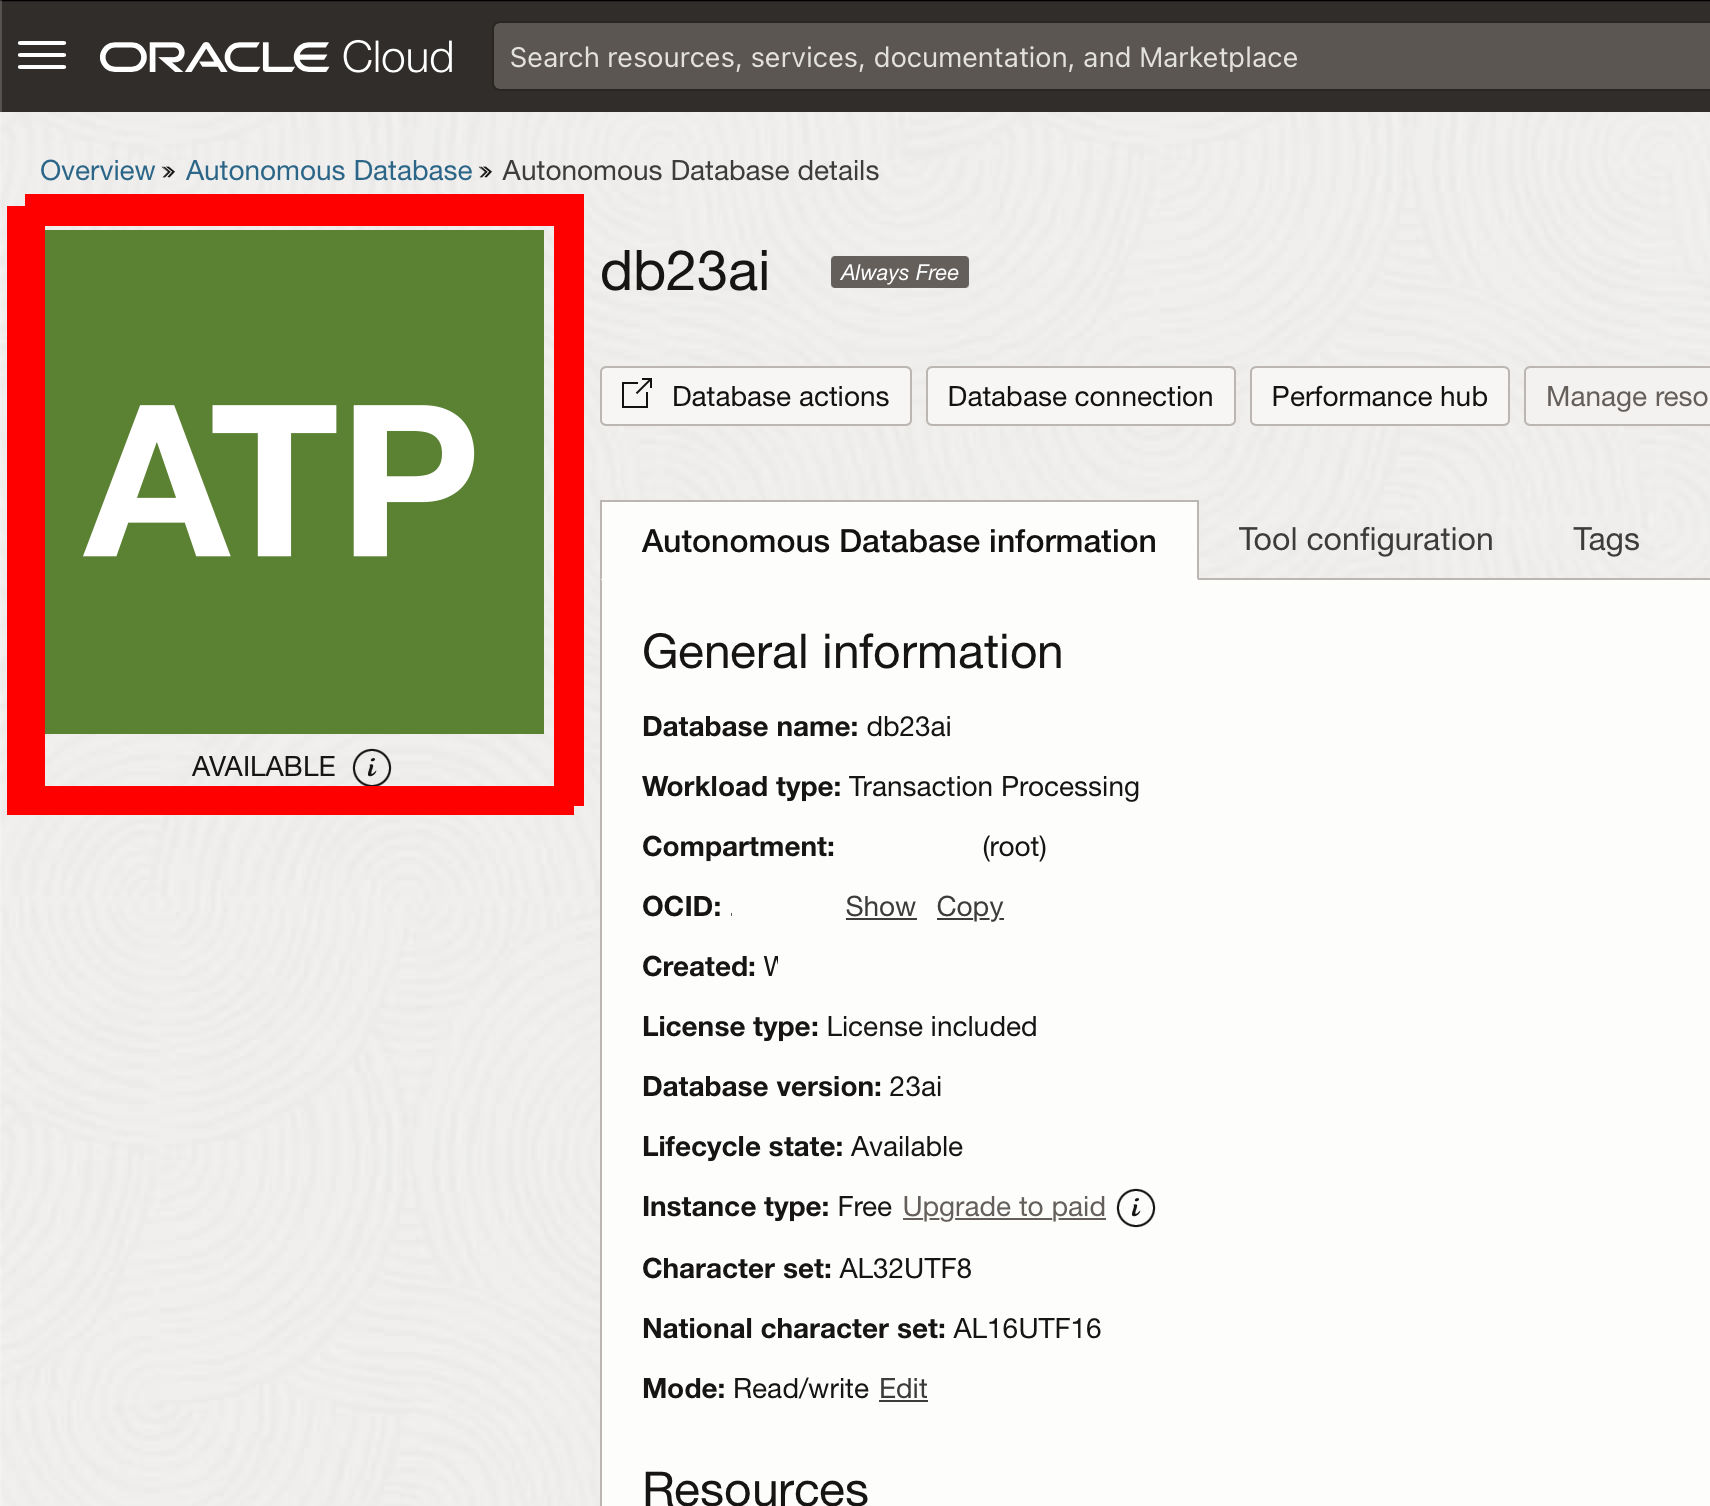 ORACLE Cloud
Search resources, services, documentation, and Marketplace
Overview » Autonomous Database » Autonomous Database details
ATP
AVAILABLE
db23ai
Always Free
Database actions
Database connection
Performance hub
Manage reso
Autonomous Database information
Tool configuration
Tags
General information
Database name: db23ai
Workload type: Transaction Processing
Compartment: (root)
OCID: Show Copy
Created:
License type: License included
Database version: 23ai
Lifecycle state: Available
Instance type: Free Upgrade to paid
Character set: AL32UTF8
National character set: AL16UTF16
Mode: Read/write Edit
Resources